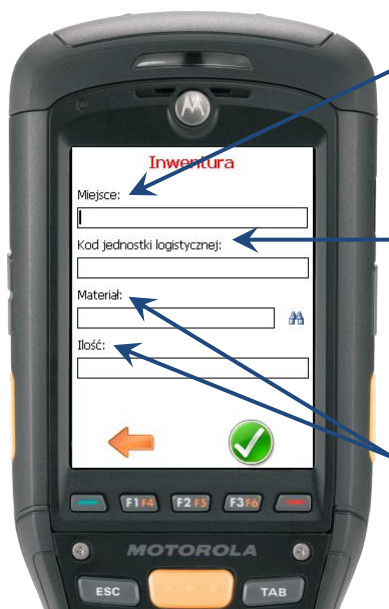 Inwentura
Miejsce:
Kod jednostki logistycznej:
Materiał:
Ilość:
F1 F4 F2 F5 F3 F6
MOTOROLA
ESC TAB